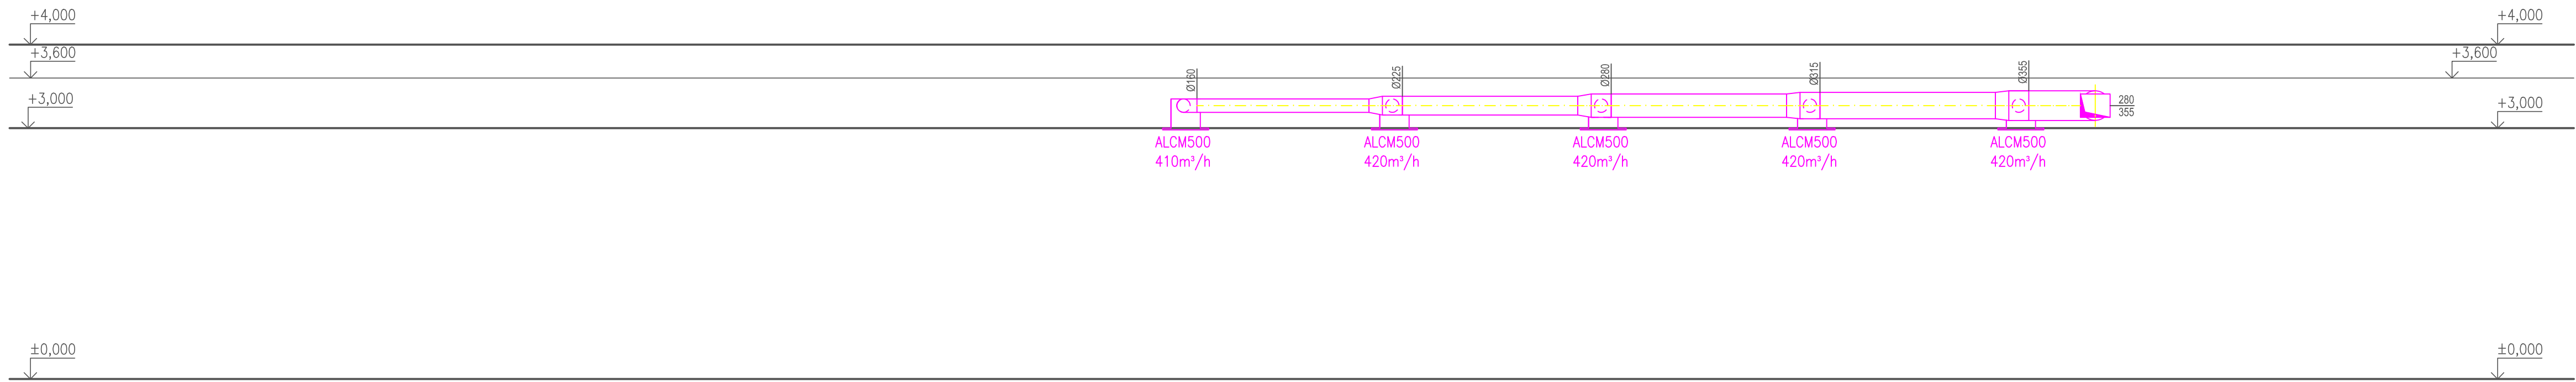 +4,000
+4,000
+3,600
+3,600
+3,000
+3,000
Ø160
Ø225
Ø280
Ø315
Ø355
280
355
ALCM500
410m³/h
ALCM500
420m³/h
ALCM500
420m³/h
ALCM500
420m³/h
ALCM500
420m³/h
±0,000
±0,000